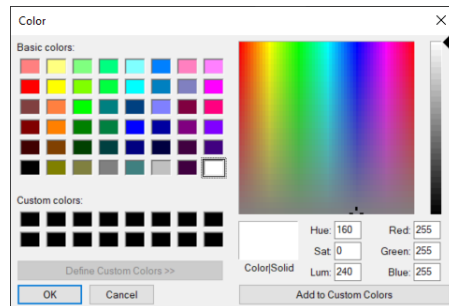 Color
Basic colors:
Custom colors:
Define Custom Colors >>
OK Cancel
Color|Solid
Hue: 160 Red: 255
Sat: 0 Green: 255
Lum: 240 Blue: 255
Add to Custom Colors